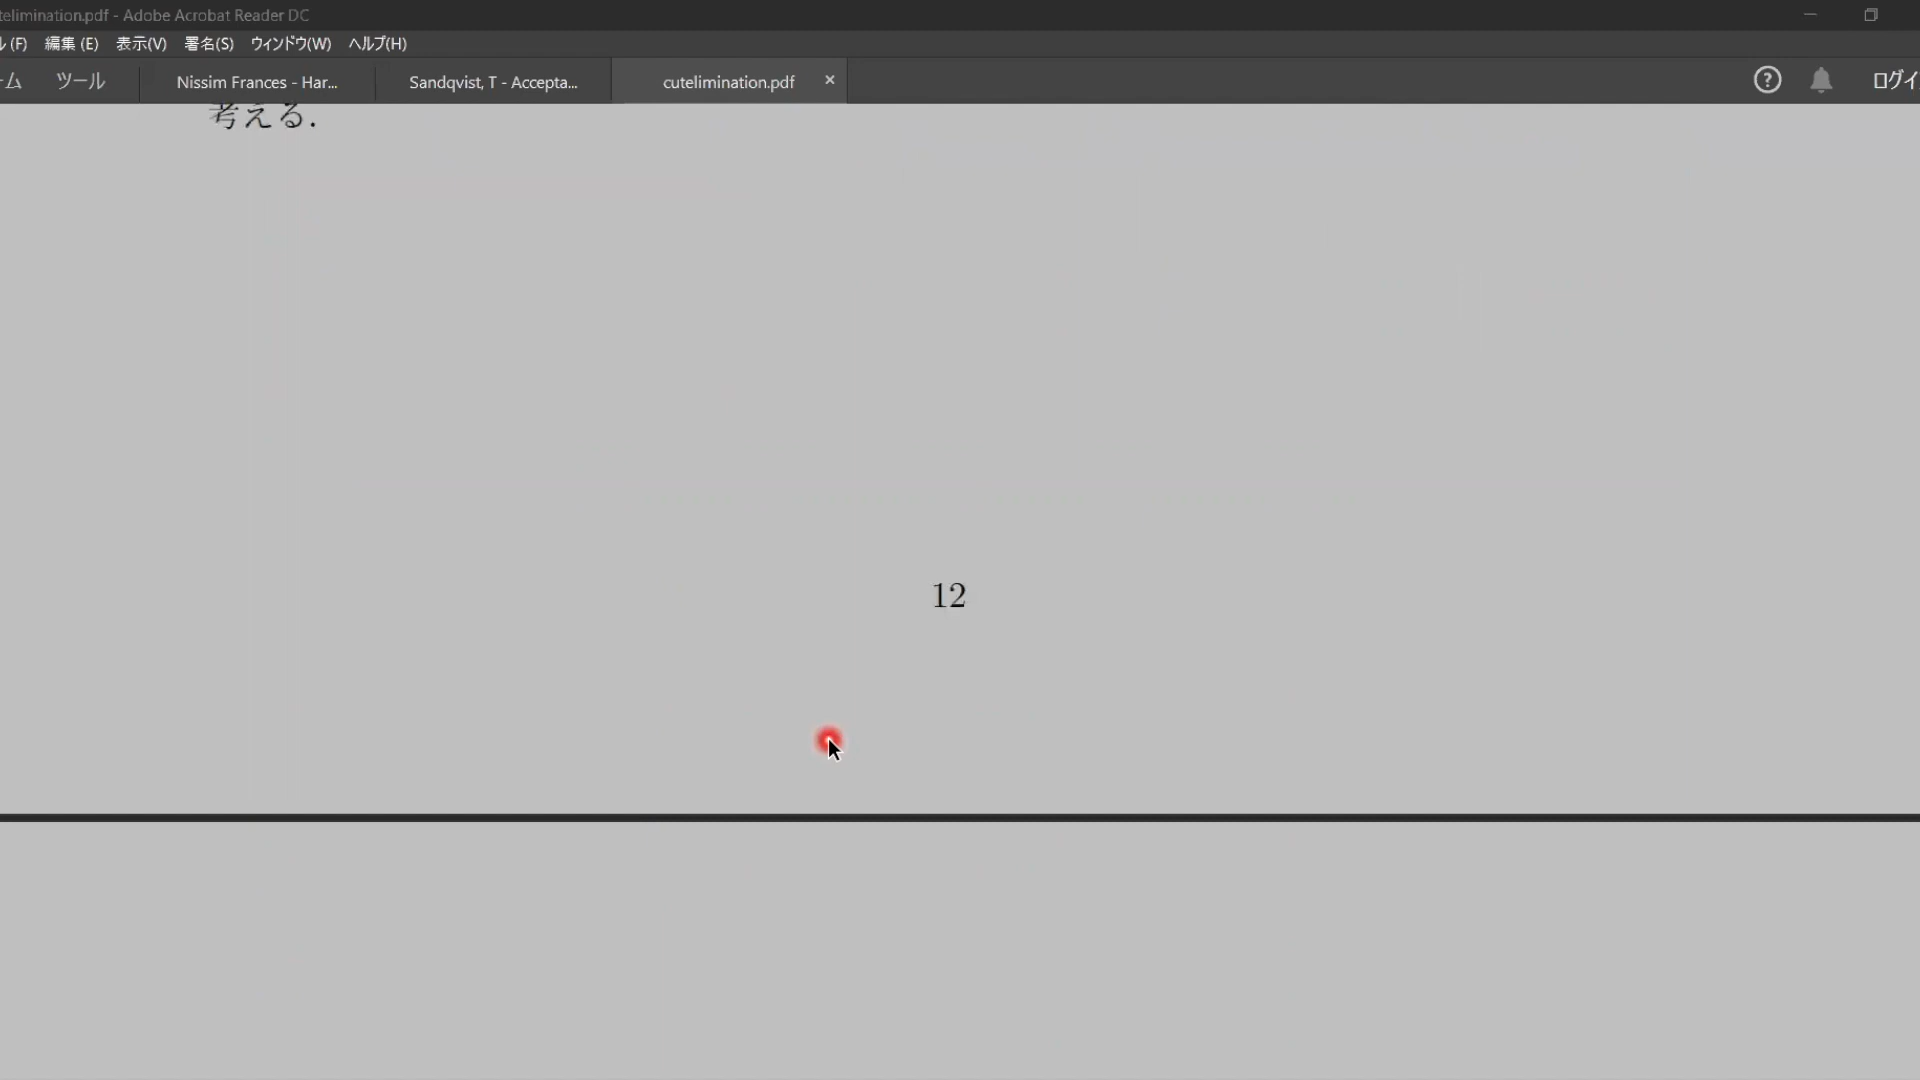 telimination.pdf - Adobe Acrobat Reader DC
ル(F) 編集(E) 表示(V) 署名(S) ウィンドウ(W) ヘルプ(H)
ーム ツール Nissim Frances - Har... Sandqvist, T - Accepta... cutelimination.pdf × ? ログイ
考える.
12